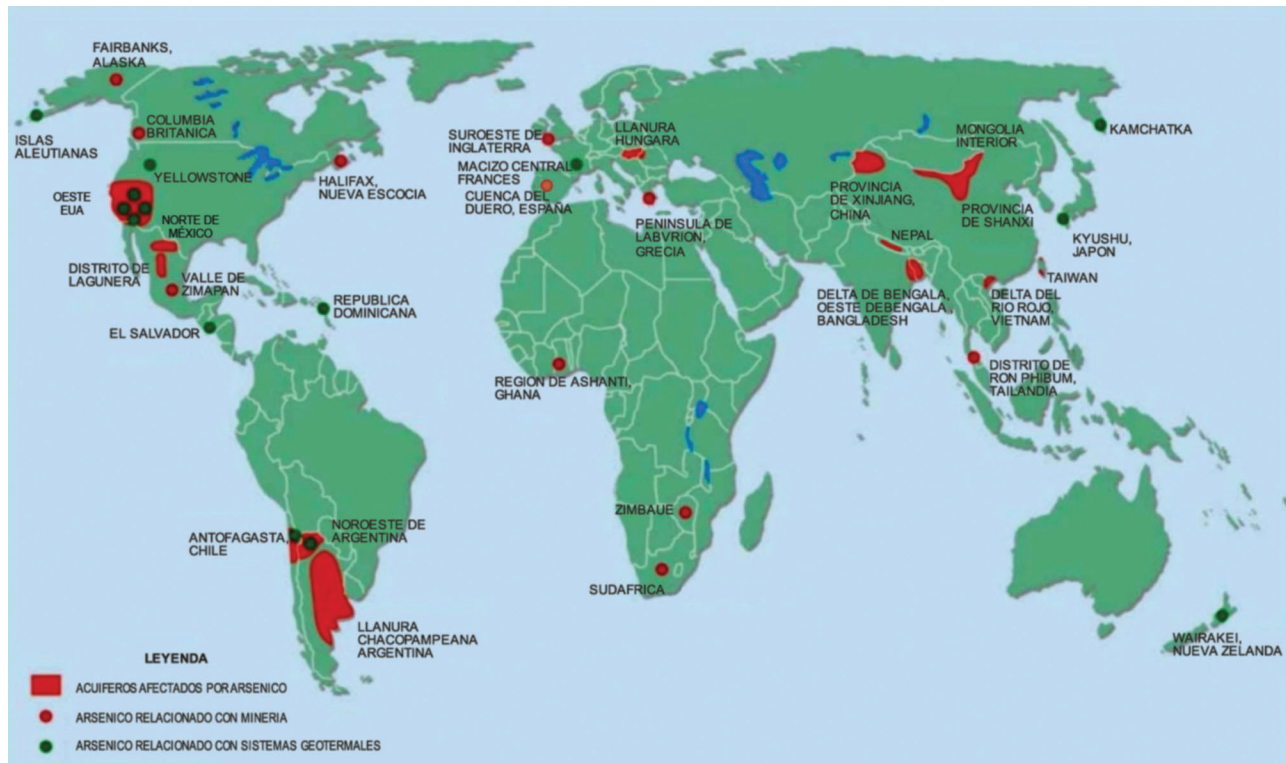 FAIRBANKS,
ALASKA
ISLAS
ALEUTIANAS
COLUMBIA
BRITANICA
YELLOWSTONE
HALIFAX,
NUEVA ESCOCIA
OESTE
EUA
NORTE DE
MÉXICO
DISTRITO DE
LAGUNERA
VALLE DE
ZIMAPAN
REPUBLICA
DOMINICANA
EL SALVADOR
ANTOFAGASTA,
CHILE
NOROESTE DE
ARGENTINA
LLANURA
CHACOPAMPEANA
ARGENTINA
SUROESTE DE
INGLATERRA
LLANURA
HUNGARA
MACIZO CENTRAL
FRANCES
CUENCA DEL
DUERO, ESPAÑA
PENINSULA DE
LABVRION,
GRECIA
REGION DE ASHANTI,
GHANA
ZIMBAUE
SUDAFRICA
MONGOLIA
INTERIOR
KAMCHATKA
PROVINCIA
DE XINJIANG,
CHINA
PROVINCIA
DE SHANXI
KYUSHU,
JAPON
NEPAL
TAIWAN
DELTA DE BENGALA,
OESTE DEBENGALA,
BANGLADESH
DELTA DEL
RIO ROJO,
VIETNAM
DISTRITO DE
RON PHIBUM,
TAILANDIA
WAIRAKEI,
NUEVA ZELANDA
LEYENDA
ACUIFEROS AFECTADOS POR ARSENICO
ARSENICO RELACIONADO CON MINERIA
ARSENICO RELACIONADO CON SISTEMAS GEOTERMALES